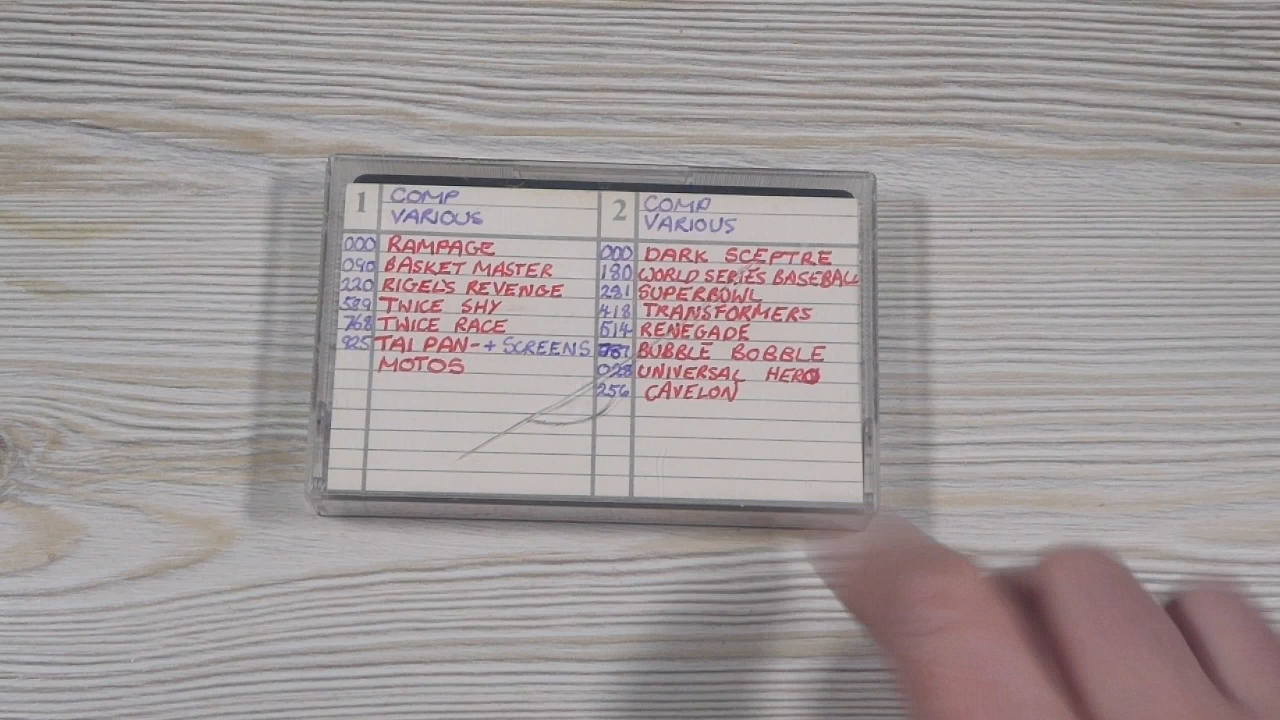 1 COMP
VARIOUS
000 RAMPAGE
090 BASKET MASTER
220 RIGEL'S REVENGE
589 TWICE SHY
768 TWICE RACE
925 TAI PAN - + SCREENS
MOTOS
2 COMP
VARIOUS
000 DARK SCEPTRE
180 WORLD SERIES BASEBALL
281 SUPERBOWL
418 TRANSFORMERS
514 RENEGADE
BUBBLE BOBBLE
028 UNIVERSAL HERO
256 CAVELON